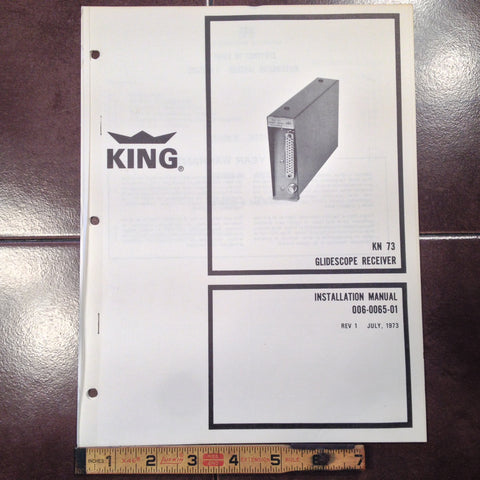 KING®
KN 73
GLIDESCOPE RECEIVER
INSTALLATION MANUAL
006-0065-01
REV 1 JULY, 1973
INCHES 1 2 3 4 5 6 7